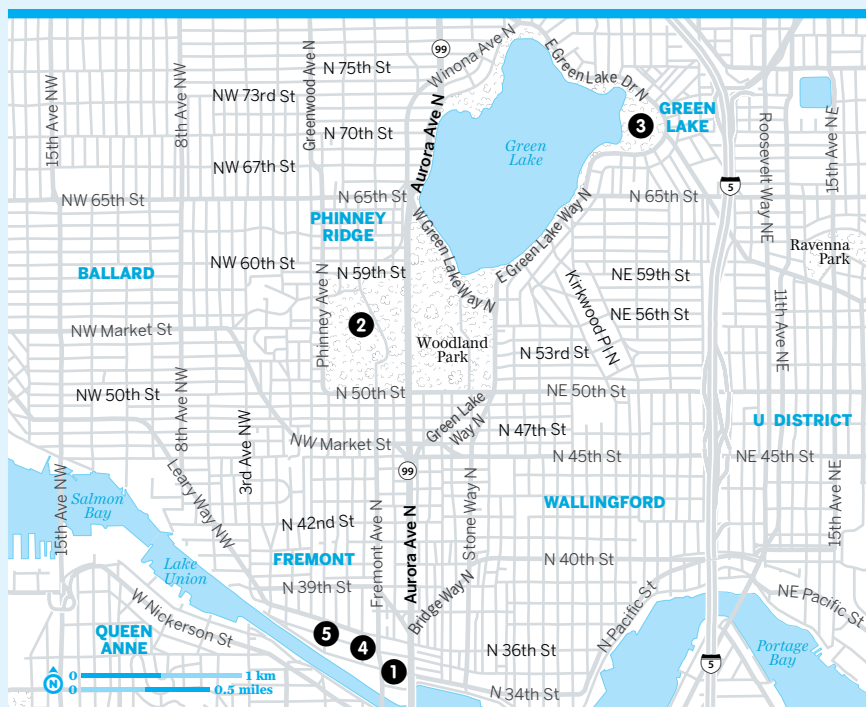 99
Winona Ave N
E Green Lake Dr N
N 75th St
Greenwood Ave N
NW 73rd St
8th Ave NW
15th Ave NW
N 70th St
Aurora Ave N
Green
Lake
3
GREEN
LAKE
Roosevelt Way NE
15th Ave NE
NW 67th St
5
NW 65th St
N 65th St
N 65th St
PHINNEY
RIDGE
W Green Lake Way N
E Green Lake Way N
Ravenna
Park
BALLARD
NW 60th St
N 59th St
Kirkwood Pl N
NE 59th St
Phinney Ave N
2
NE 56th St
11th Ave NE
NW Market St
Woodland
Park
N 53rd St
NW 50th St
N 50th St
NE 50th St
8th Ave NW
3rd Ave NW
Green Lake
Way N
N 47th St
U DISTRICT
NW Market St
N 45th St
NE 45th St
99
Leary Way NW
15th Ave NW
Salmon
Bay
Stone Way N
WALLINGFORD
15th Ave NE
N 42nd St
Fremont Ave N
Aurora Ave N
Lake
Union
FREMONT
N 40th St
N 39th St
Bridge Way N
N Pacific St
NE Pacific St
W Nickerson St
QUEEN
ANNE
5
4
1
N 36th St
Portage
Bay
5
N
0
1 km
0
0.5 miles
N 34th St